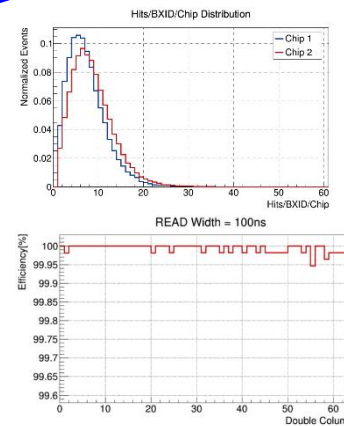 Hits/BXID/Chip Distribution
Normalized Events
Chip 1
Chip 2
0.1
0.08
0.06
0.04
0.02
0
0 10 20 30 40 50 60
Hits/BXID/Chip
READ Width = 100ns
Efficiency[%]
100
99.95
99.9
99.85
99.8
99.75
99.7
99.65
99.6
0 10 20 30 40 50 60
Double Colum